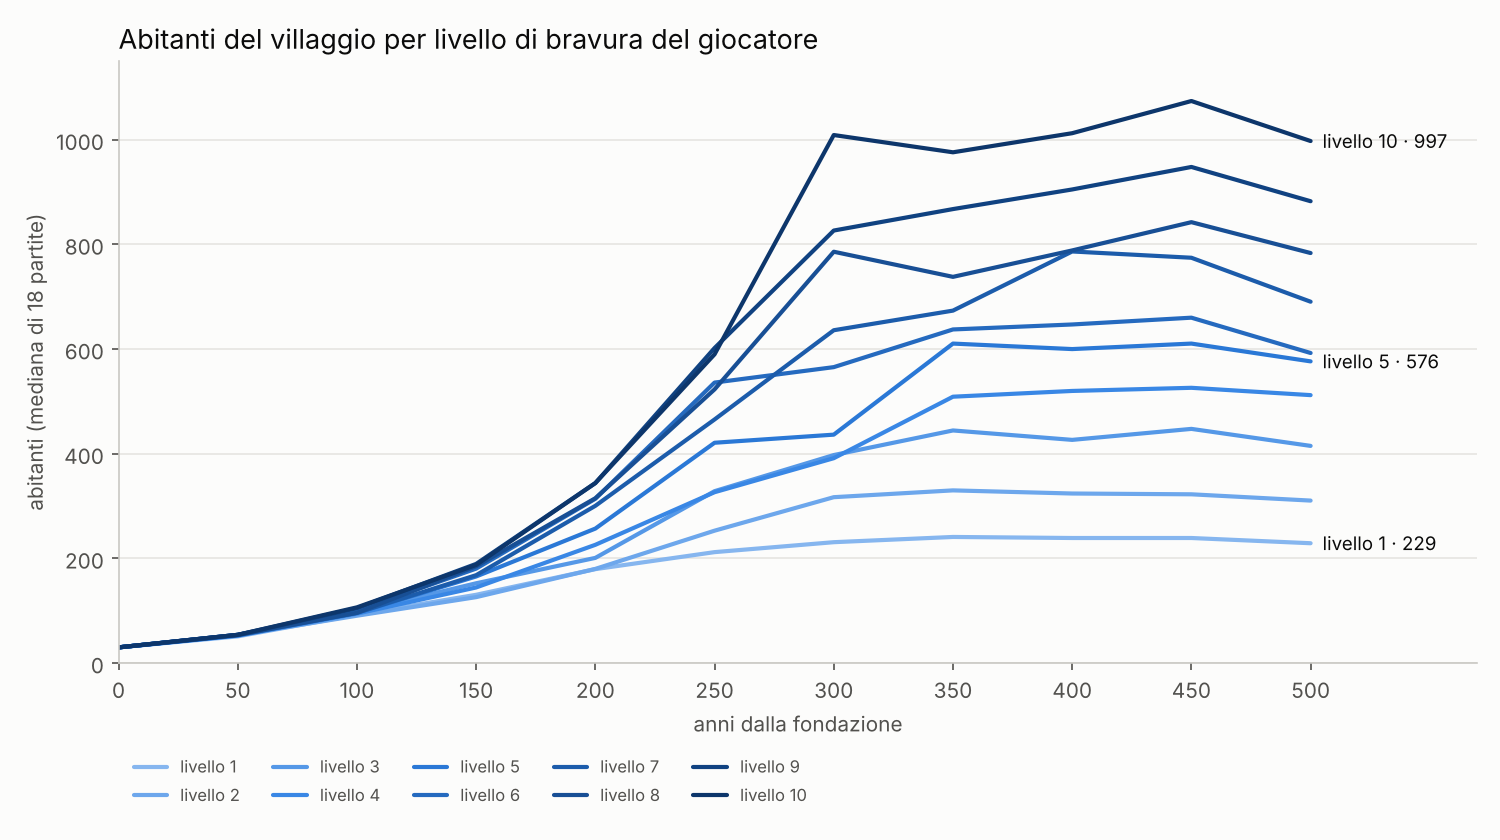 Abitanti del villaggio per livello di bravura del giocatore
abitanti (mediana di 18 partite)
1000
800
600
400
200
0
livello 10 · 997
livello 5 · 576
livello 1 · 229
0 50 100 150 200 250 300 350 400 450 500
anni dalla fondazione
livello 1 livello 3 livello 5 livello 7 livello 9
livello 2 livello 4 livello 6 livello 8 livello 10